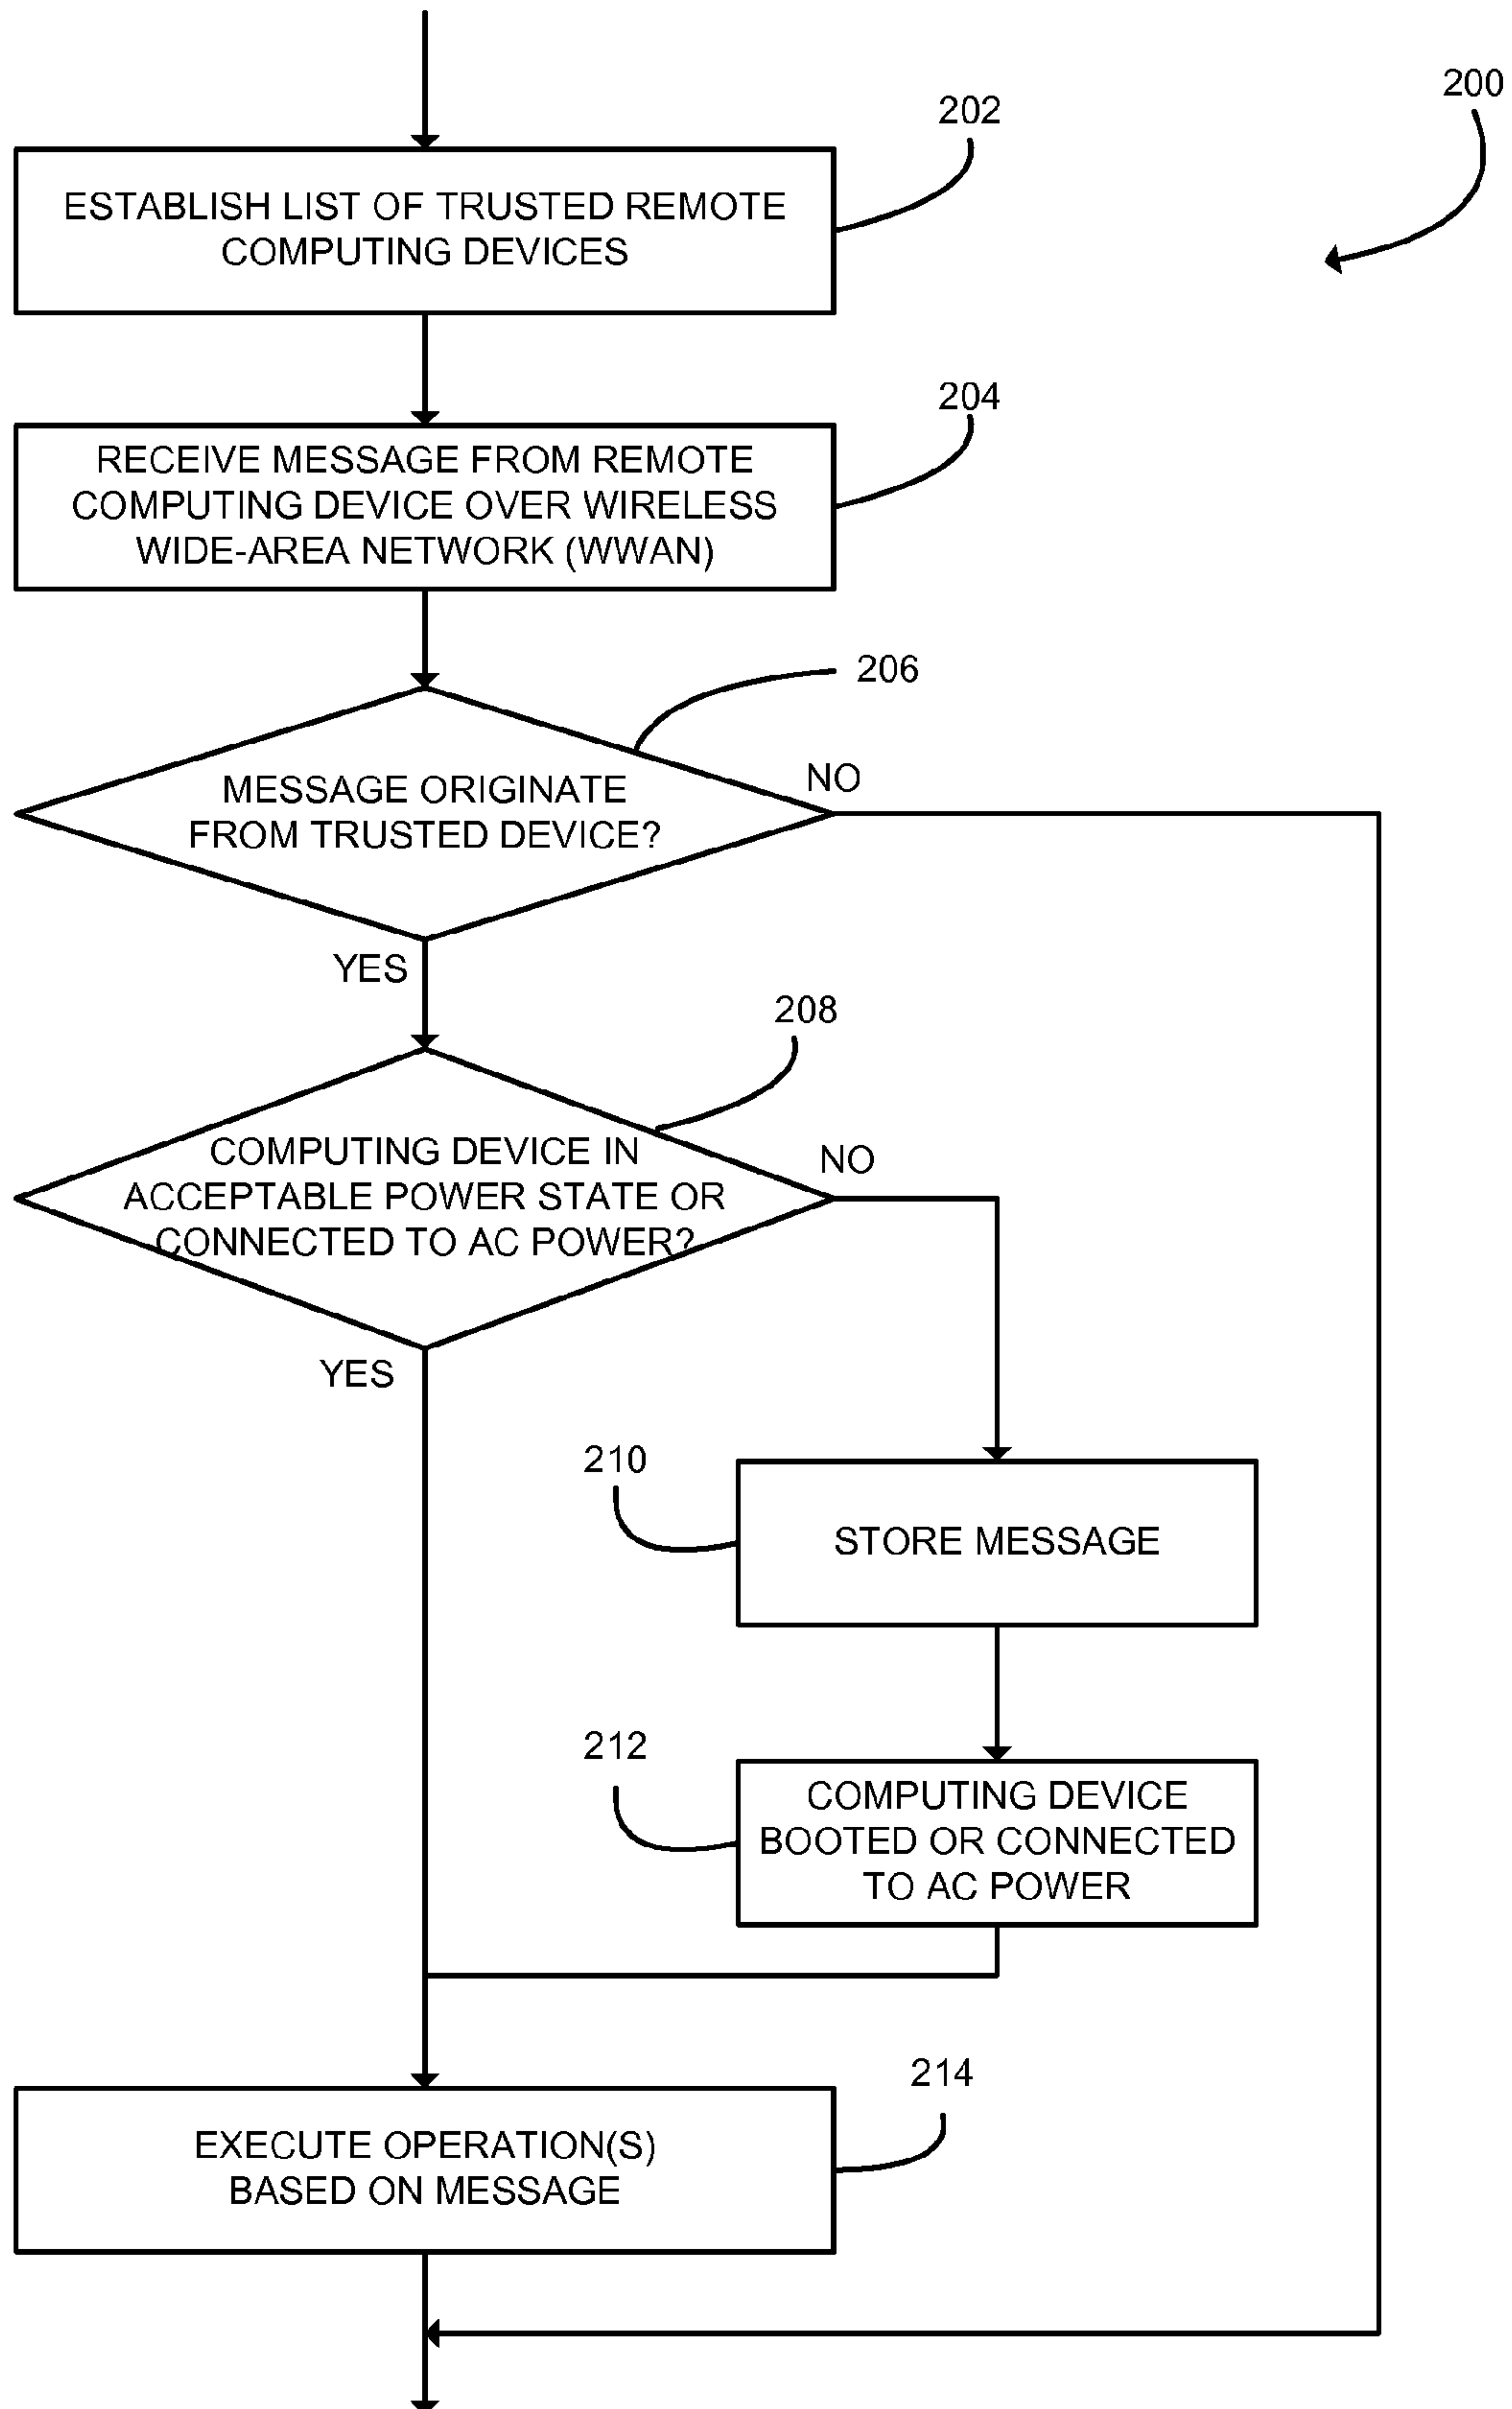 200
202
ESTABLISH LIST OF TRUSTED REMOTE
COMPUTING DEVICES
204
RECEIVE MESSAGE FROM REMOTE
COMPUTING DEVICE OVER WIRELESS
WIDE-AREA NETWORK (WWAN)
206
MESSAGE ORIGINATE
FROM TRUSTED DEVICE?
NO
YES
208
COMPUTING DEVICE IN
ACCEPTABLE POWER STATE OR
CONNECTED TO AC POWER?
NO
YES
210
STORE MESSAGE
212
COMPUTING DEVICE
BOOTED OR CONNECTED
TO AC POWER
214
EXECUTE OPERATION(S)
BASED ON MESSAGE